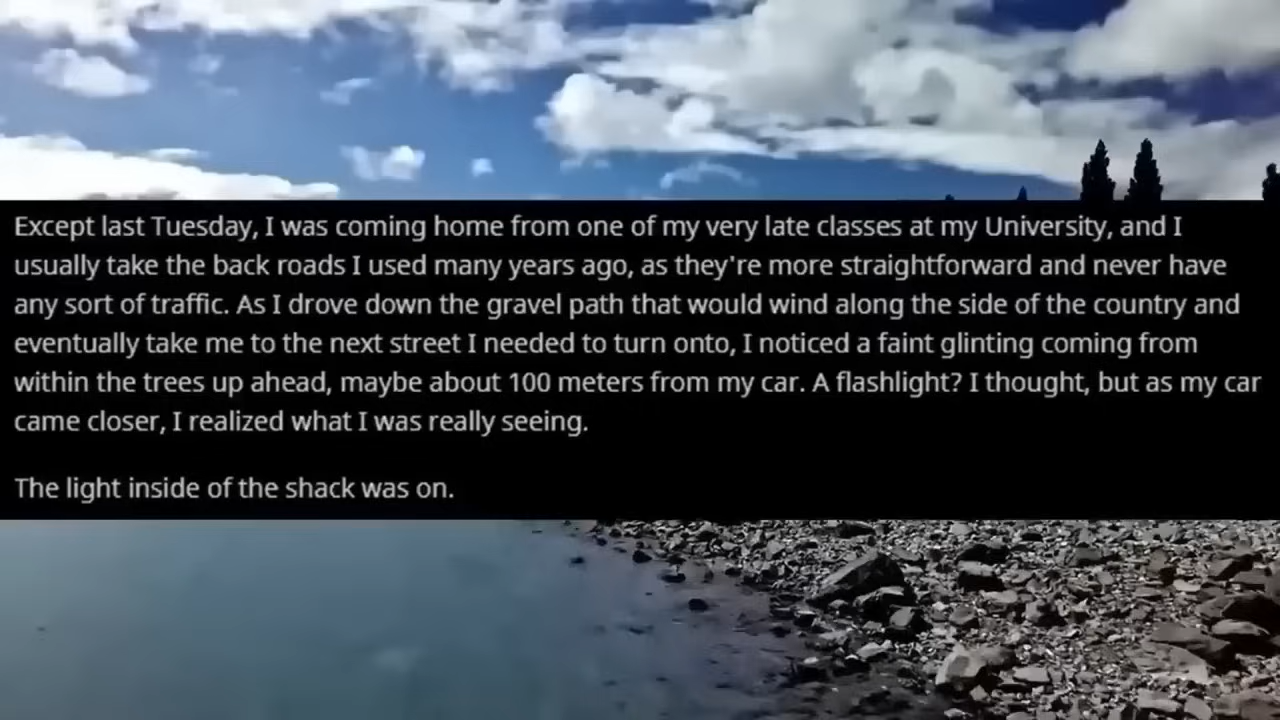 Except last Tuesday, I was coming home from one of my very late classes at my University, and I
usually take the back roads I used many years ago, as they're more straightforward and never have
any sort of traffic. As I drove down the gravel path that would wind along the side of the country and
eventually take me to the next street I needed to turn onto, I noticed a faint glinting coming from
within the trees up ahead, maybe about 100 meters from my car. A flashlight? I thought, but as my car
came closer, I realized what I was really seeing.
The light inside of the shack was on.